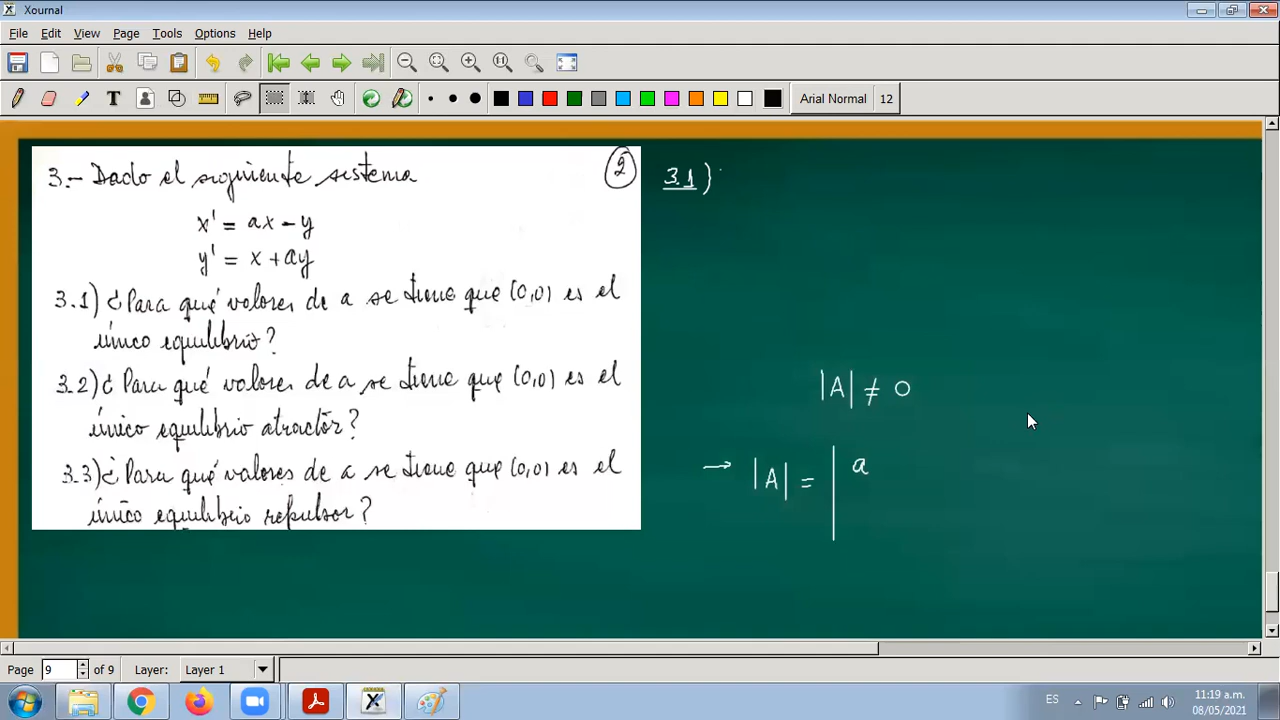 Xournal
File Edit View Page Tools Options Help
Arial Normal 12
3.- Dado el siguiente sistema
2
x' = ax - y
y' = x + ay
3.1) ¿Para qué valores de a se tiene que (0,0) es el
único equilibrio?
3.2) ¿Para qué valores de a se tiene que (0,0) es el
único equilibrio atractor?
3.3) ¿Para qué valores de a se tiene que (0,0) es el
único equilibrio repulsor?
3.1)
|A| ≠ 0
→ |A| = | a
Page 9 of 9 Layer: Layer 1
ES 11:19 a.m.
08/05/2021